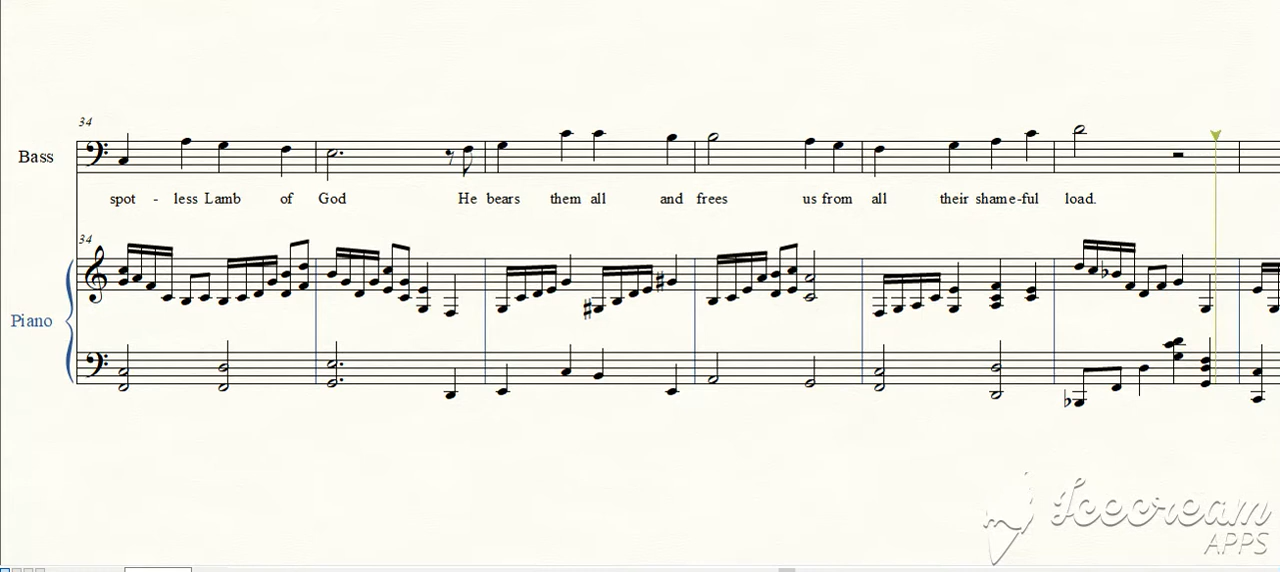 34
Bass
spot - less Lamb of God He bears them all and frees us from all their shame-ful load.
34
Piano
Icecream
APPS